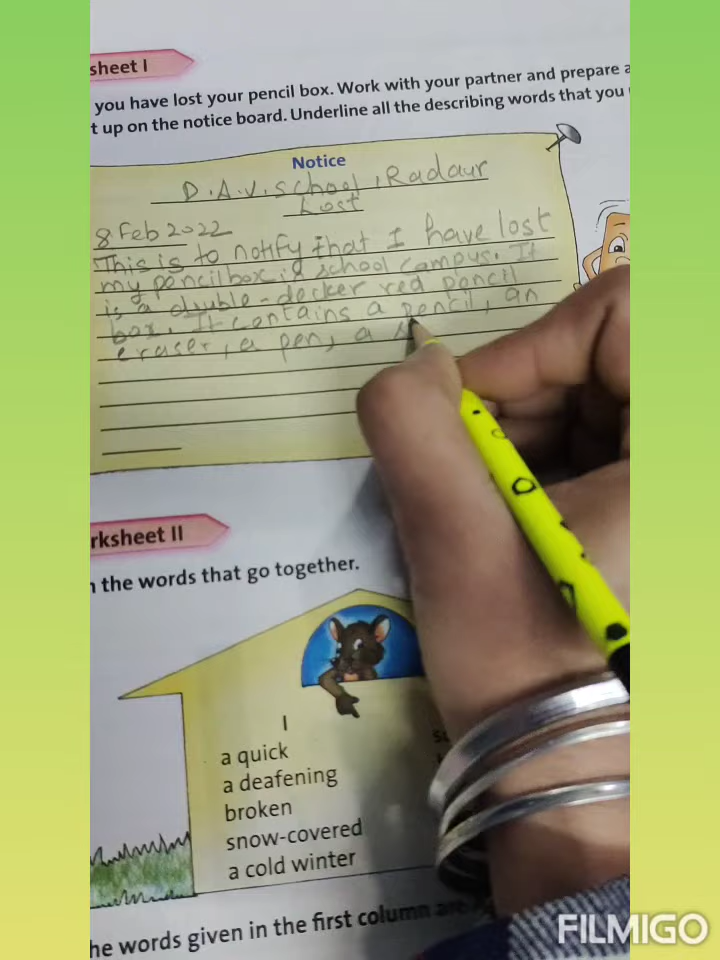 sheet I
you have lost your pencil box. Work with your partner and prepare a
t up on the notice board. Underline all the describing words that you
Notice
D.A.V. School, Radaur
Lost
8 Feb 2022
This is to notify that I have lost
my pencil box in school campus. It
is a double-decker red pencil
box. It contains a pencil, an
eraser, a pen, a
rksheet II
the words that go together.
I
a quick
a deafening
broken
snow-covered
a cold winter
he words given in the first column are
FILMIGO